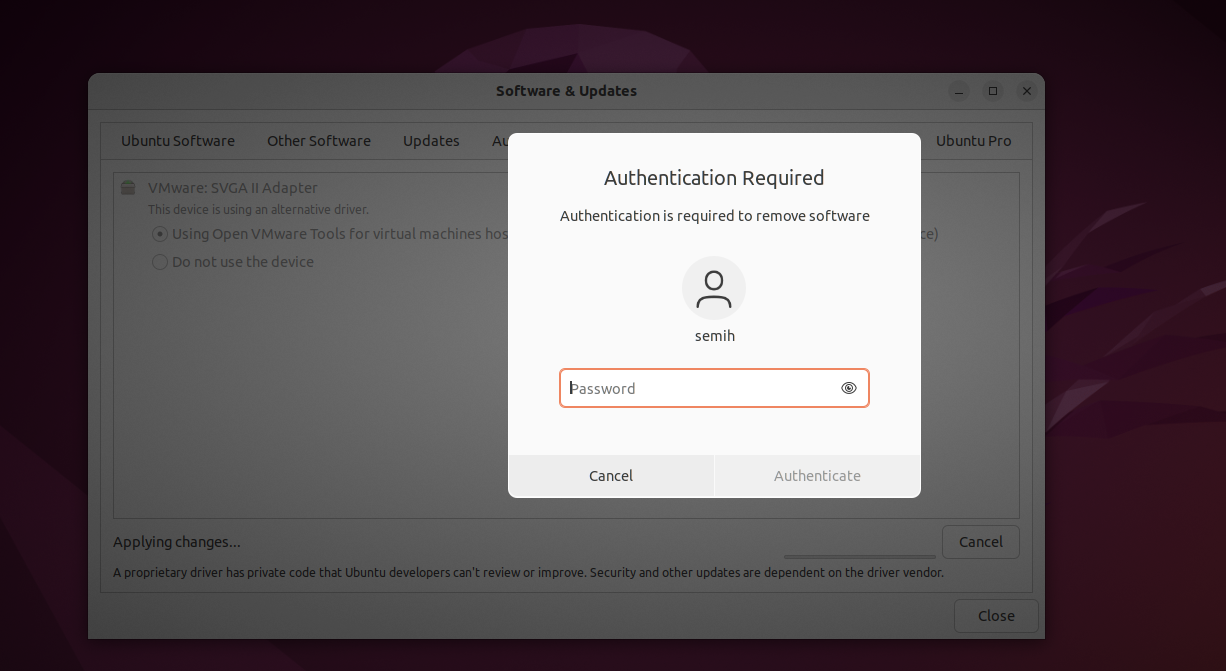 Software & Updates
Ubuntu Software
Other Software
Updates
Ubuntu Pro
VMware: SVGA II Adapter
This device is using an alternative driver.
Using Open VMware Tools for virtual machines
Do not use the device
Authentication Required
Authentication is required to remove software
semih
Password
Cancel
Authenticate
Applying changes...
Cancel
A proprietary driver has private code that Ubuntu developers can't review or improve. Security and other updates are dependent on the driver vendor.
Close